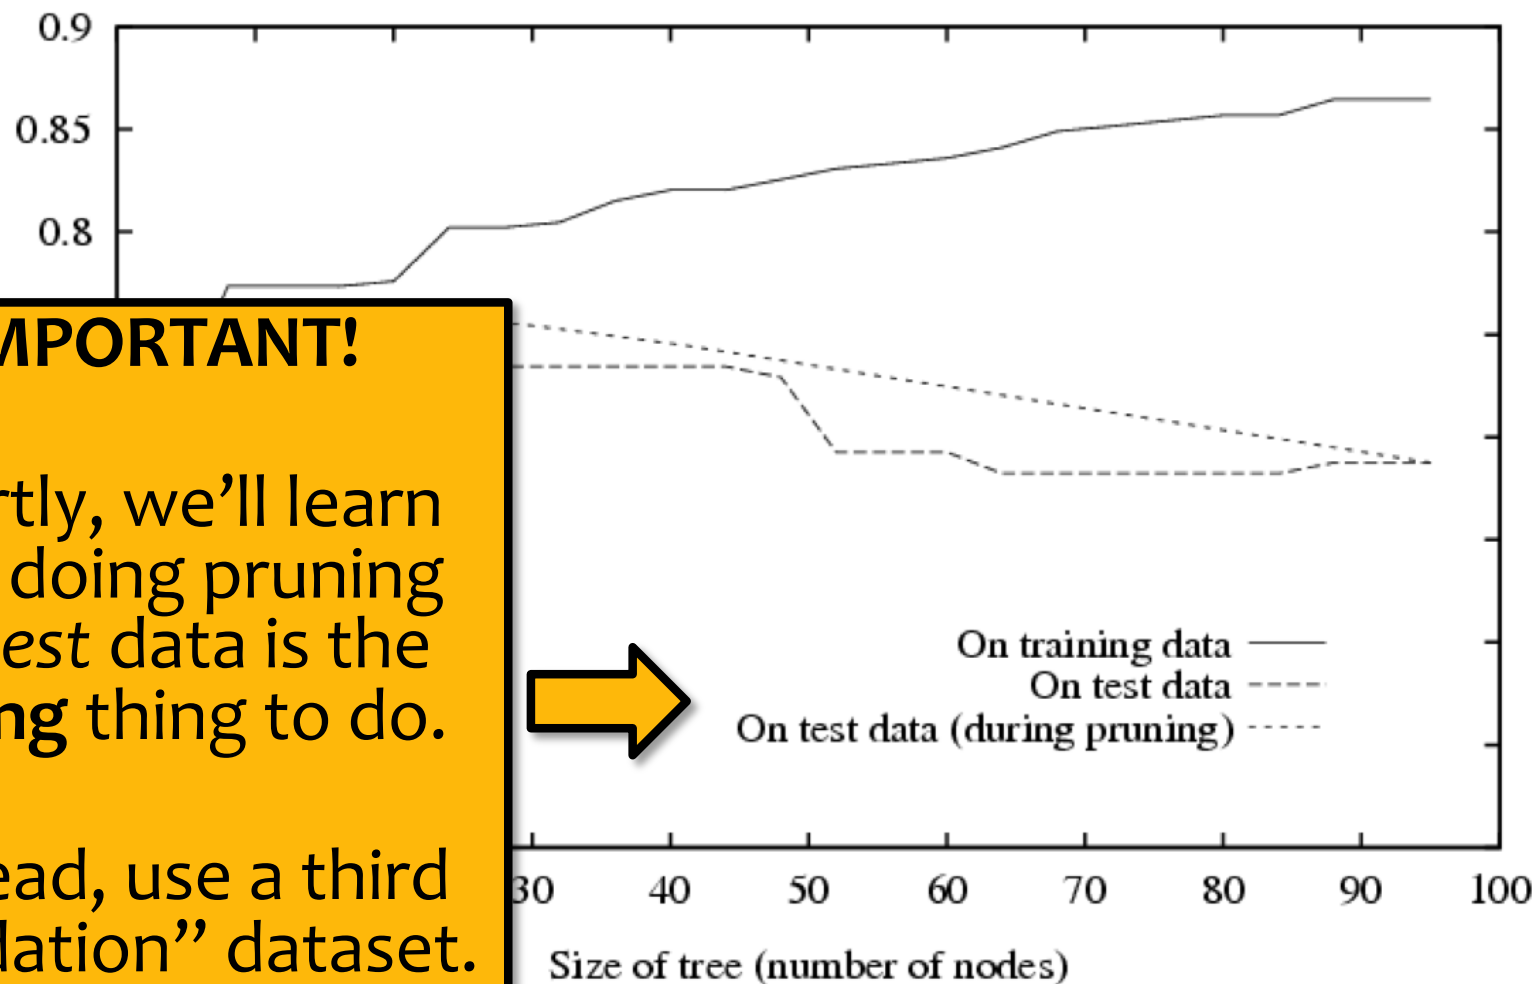 0.9
0.85
0.8
MPORTANT!
rtly, we’ll learn
doing pruning
est data is the
ng thing to do.
ead, use a third
dation” dataset.
On training data
On test data
On test data (during pruning)
30 40 50 60 70 80 90 100
Size of tree (number of nodes)